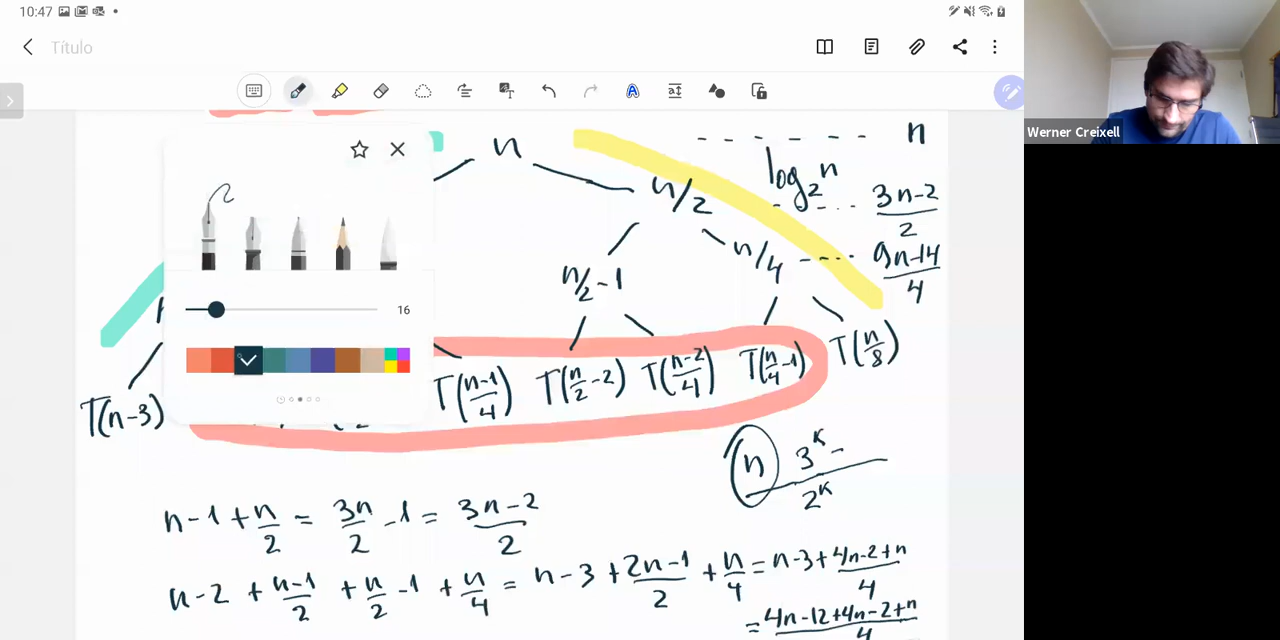 10:47
Título
Werner Creixell
n - - - - - - n
n/2 log₂n - - - (3n-2)/2
n/2-1 n/4 - - - - (9n-14)/4
16
T(n-3) T((n-1)/4) T(n/2-2) T((n-2)/4) T(n/4-1) T(n/8)
n 3^k - / 2^k
n-1+n/2 = 3n/2 -1 = (3n-2)/2
n-2 + (n-1)/2 + n/2 -1 + n/4 = n-3 + (2n-1)/2 + n/4 = n-3 + (4n-2+n)/4
= (4n-12+4n-2+n)/4